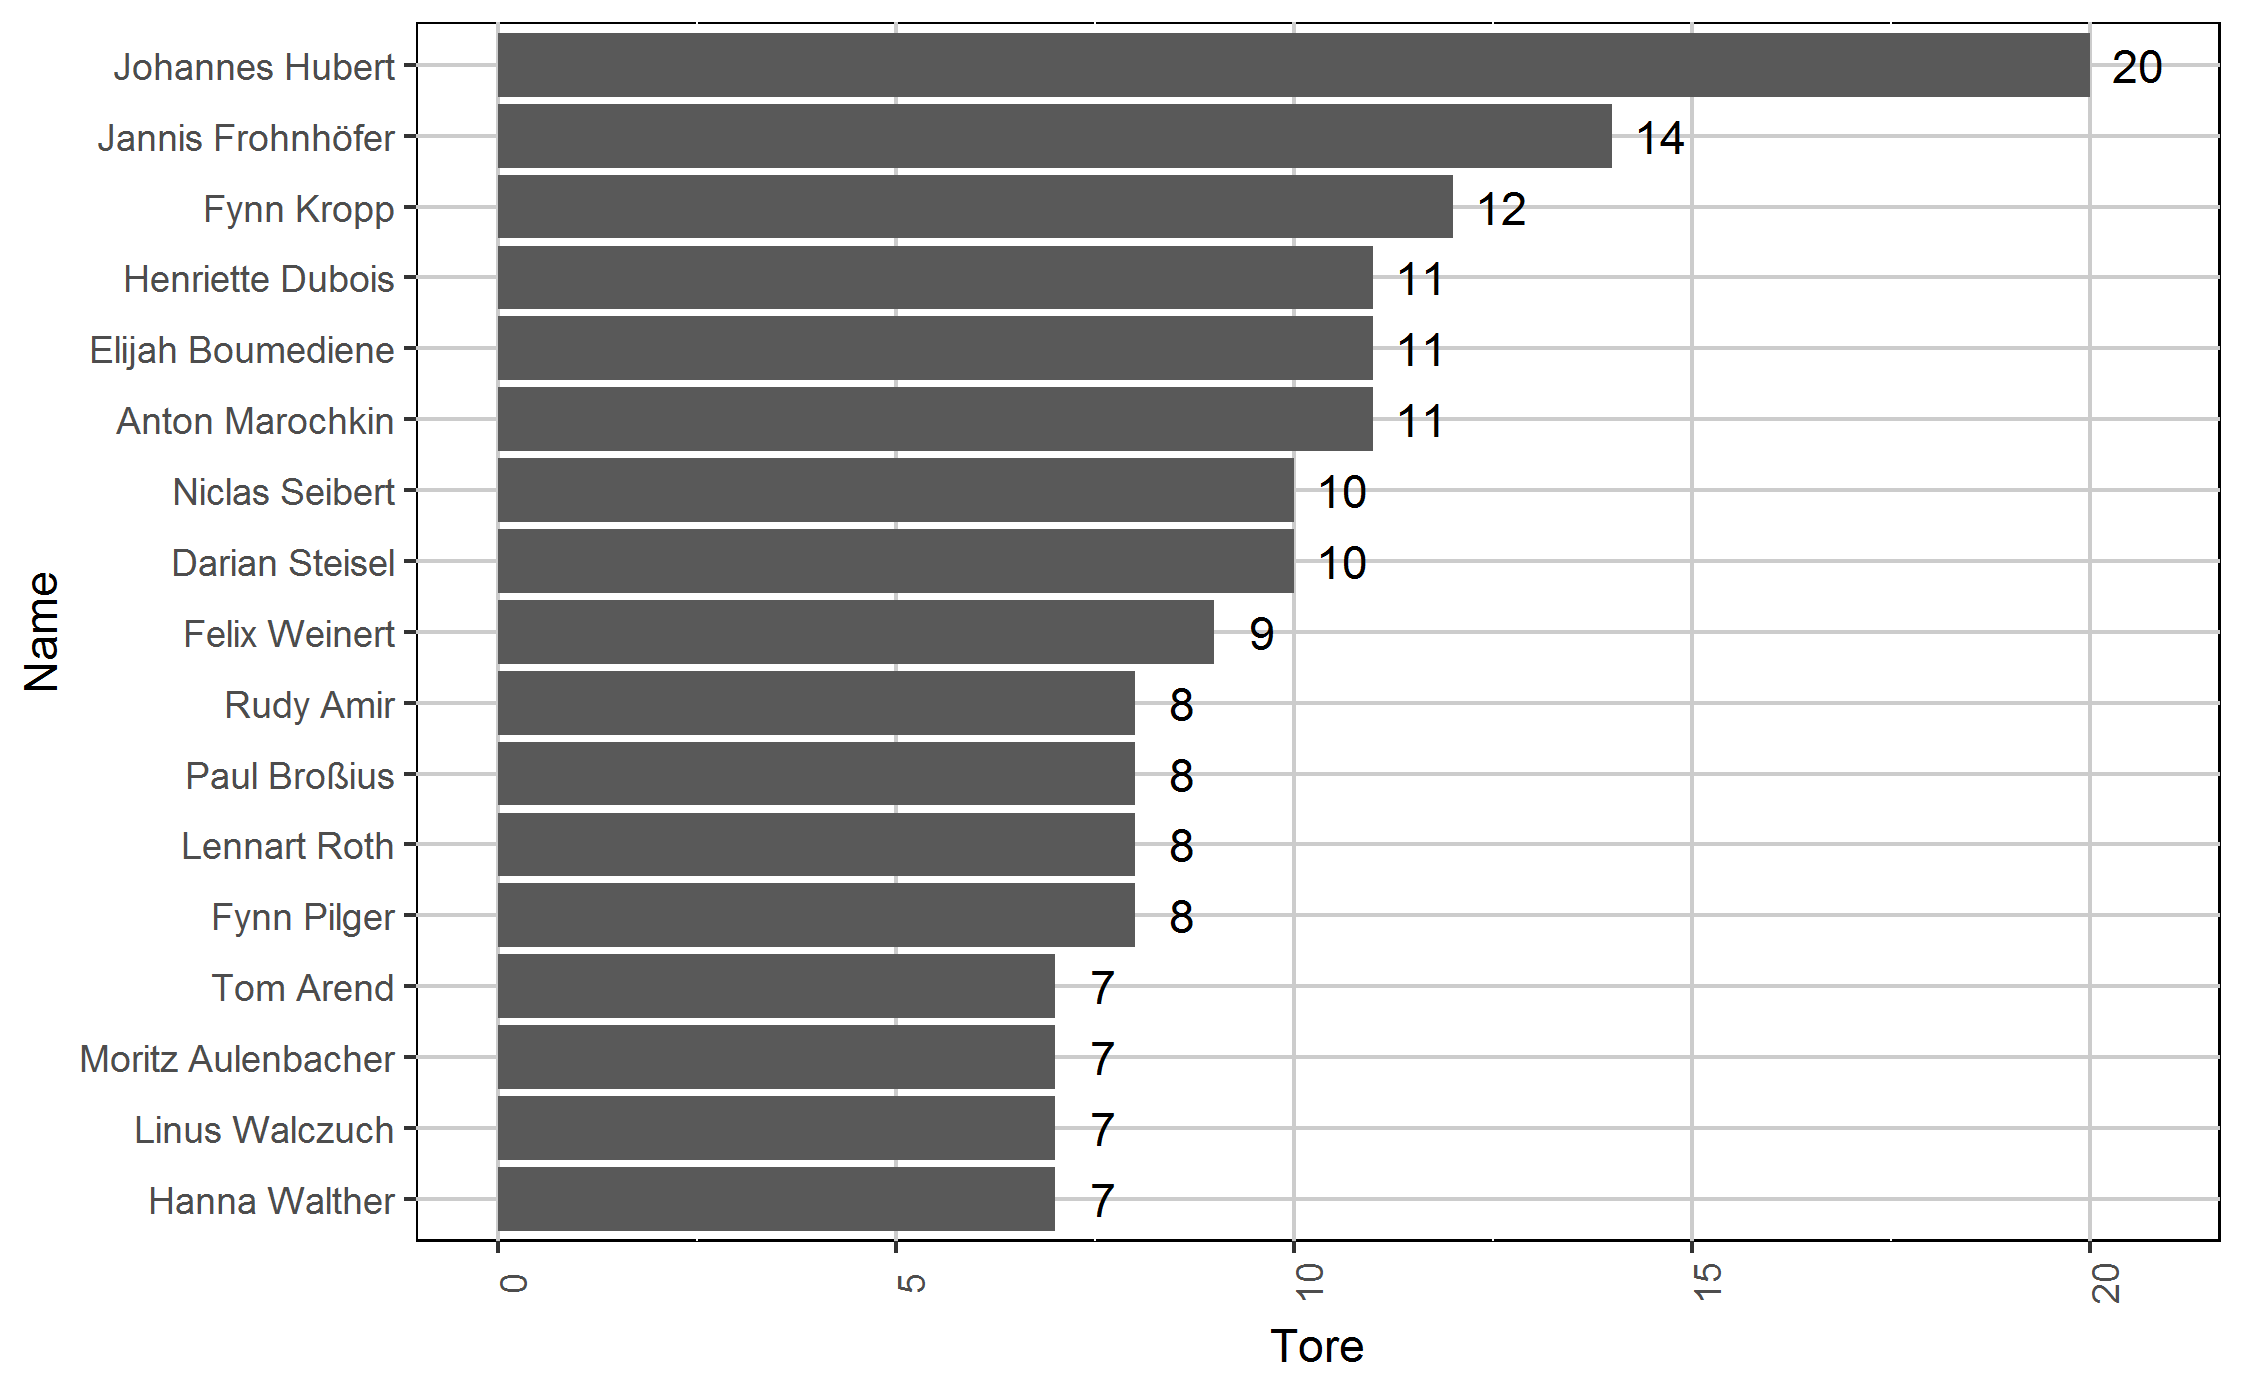 Johannes Hubert 20
Jannis Frohnhöfer 14
Fynn Kropp 12
Henriette Dubois 11
Elijah Boumediene 11
Anton Marochkin 11
Niclas Seibert 10
Darian Steisel 10
Felix Weinert 9
Rudy Amir 8
Paul Broßius 8
Lennart Roth 8
Fynn Pilger 8
Tom Arend 7
Moritz Aulenbacher 7
Linus Walczuch 7
Hanna Walther 7
Name
0 5 10 15 20
Tore